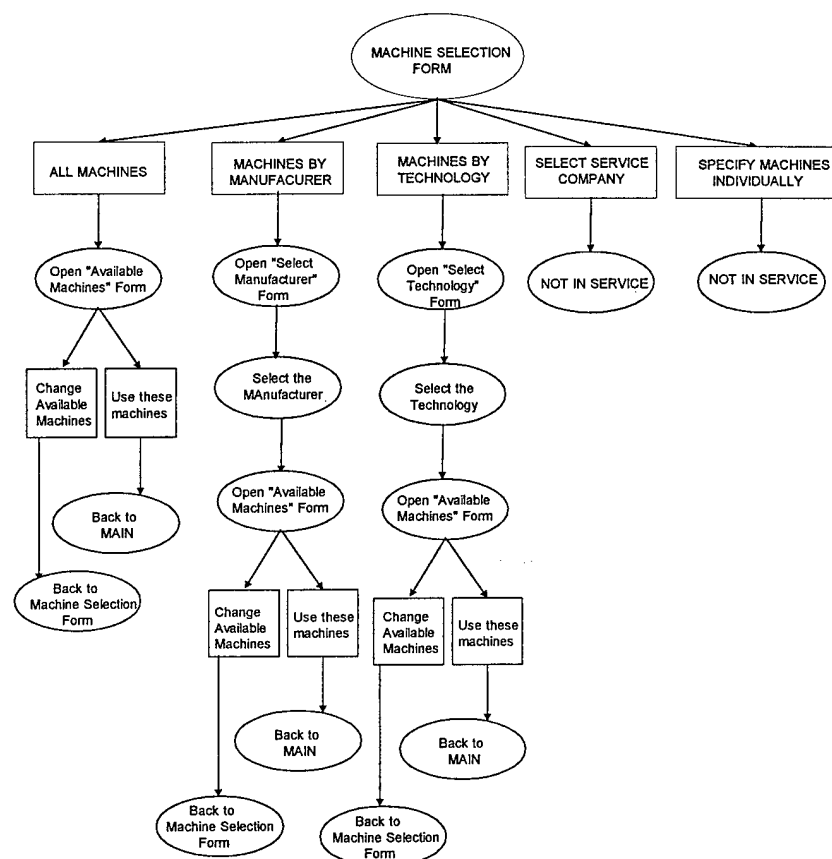 MACHINE SELECTION
FORM
ALL MACHINES
MACHINES BY
MANUFACURER
MACHINES BY
TECHNOLOGY
SELECT SERVICE
COMPANY
SPECIFY MACHINES
INDIVIDUALLY
Open "Available
Machines" Form
Open "Select
Manufacturer"
Form
Open "Select
Technology"
Form
NOT IN SERVICE
NOT IN SERVICE
Change
Available
Machines
Use these
machines
Select the
MAnufacturer
Select the
Technology
Back to
MAIN
Back to
Machine Selection
Form
Open "Available
Machines" Form
Open "Available
Machines" Form
Change
Available
Machines
Use these
machines
Change
Available
Machines
Use these
machines
Back to
MAIN
Back to
MAIN
Back to
Machine Selection
Form
Back to
Machine Selection
Form